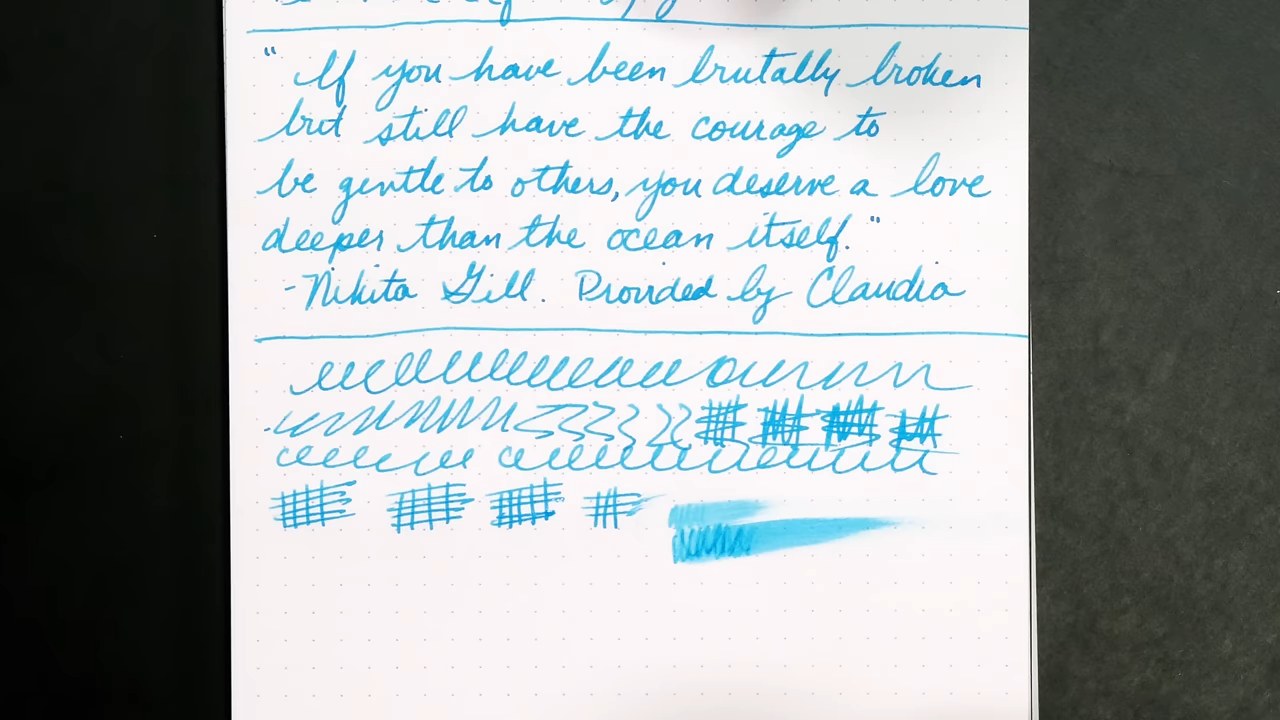 "If you have been brutally broken
but still have the courage to
be gentle to others, you deserve a love
deeper than the ocean itself."
-Nikita Gill. Provided by Claudia